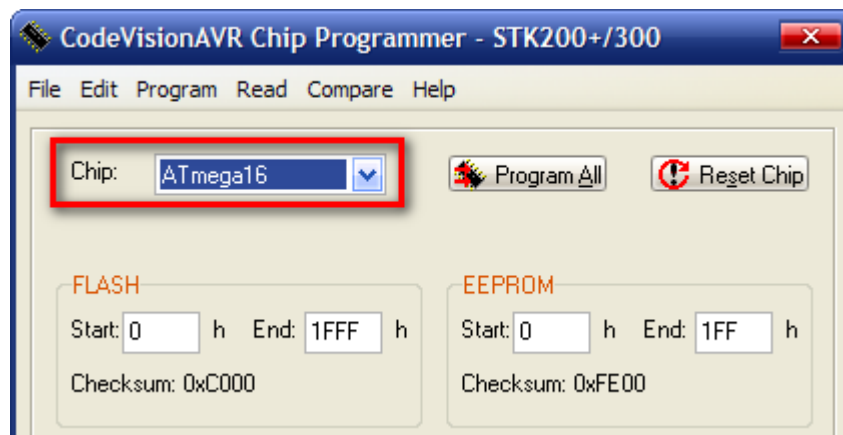 CodeVisionAVR Chip Programmer - STK200+/300
File Edit Program Read Compare Help
Chip: ATmega16 Program All Reset Chip
FLASH EEPROM
Start: 0 h End: 1FFF h Start: 0 h End: 1FF h
Checksum: 0xC000 Checksum: 0xFE00